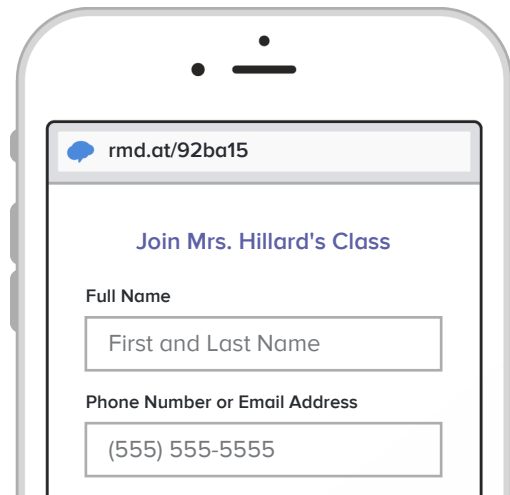 rmd.at/92ba15
Join Mrs. Hillard's Class
Full Name
First and Last Name
Phone Number or Email Address
(555) 555-5555